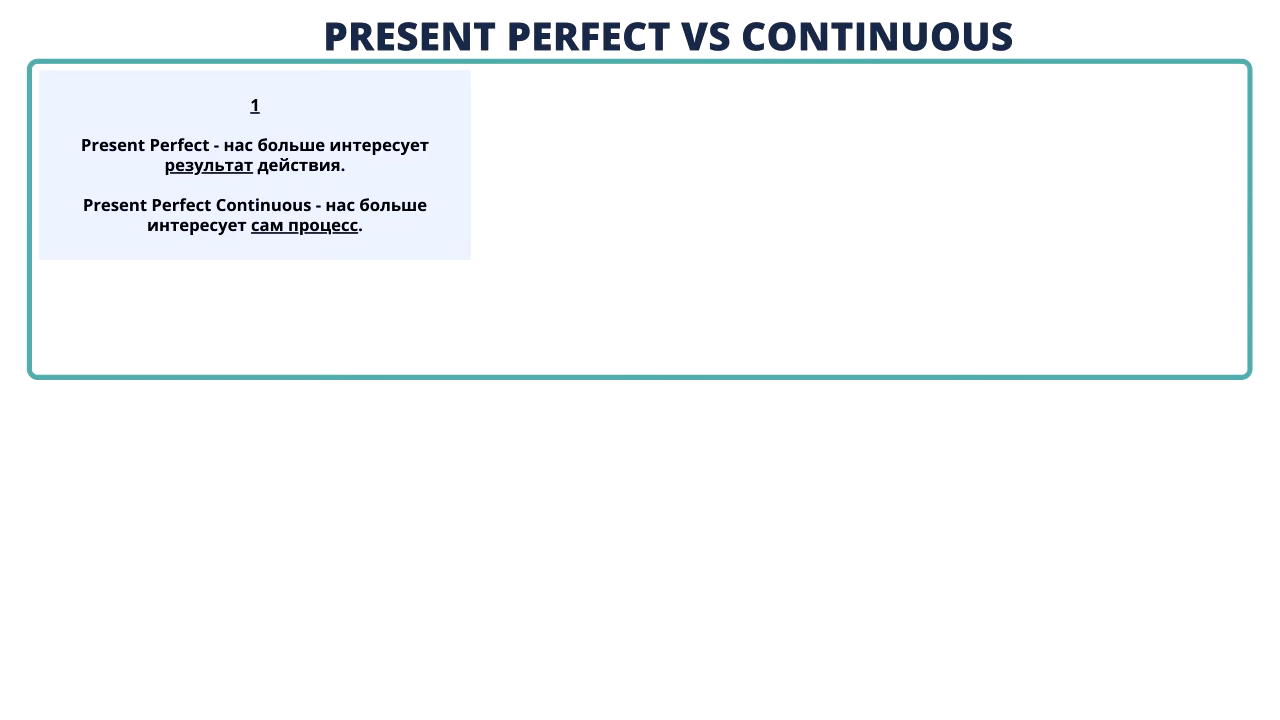 PRESENT PERFECT VS CONTINUOUS
1
Present Perfect - нас больше интересует
результат действия.
Present Perfect Continuous - нас больше
интересует сам процесс.